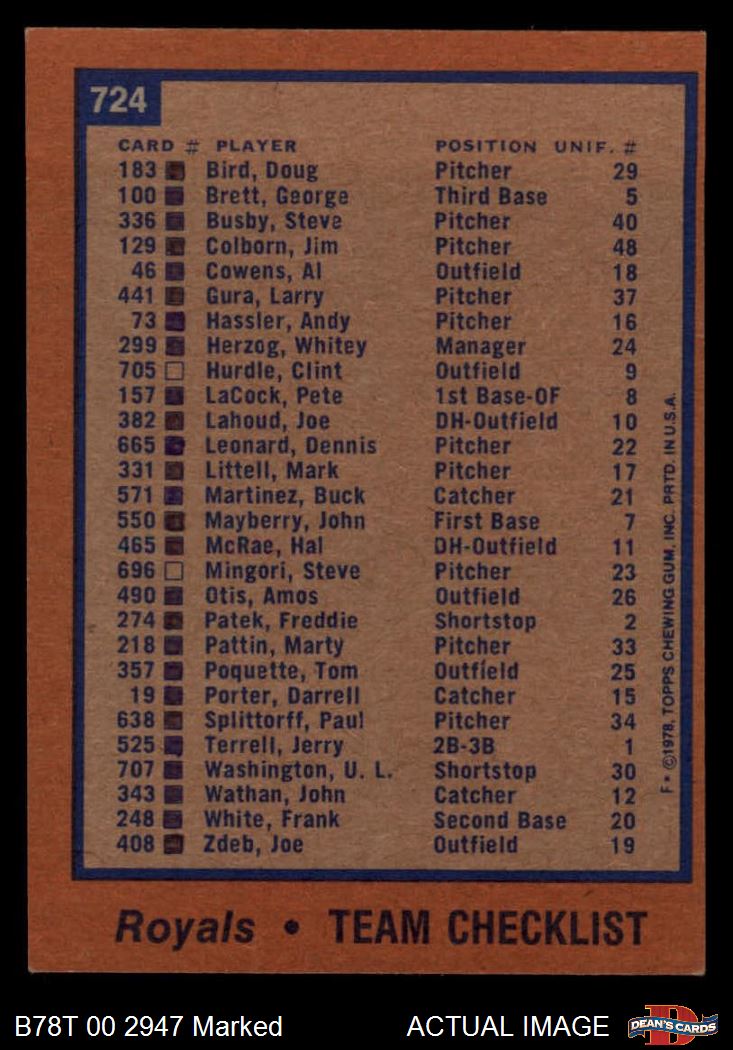 724
CARD # PLAYER POSITION UNIF. #
183 Bird, Doug Pitcher 29
100 Brett, George Third Base 5
336 Busby, Steve Pitcher 40
129 Colborn, Jim Pitcher 48
46 Cowens, Al Outfield 18
441 Gura, Larry Pitcher 37
73 Hassler, Andy Pitcher 16
299 Herzog, Whitey Manager 24
705 Hurdle, Clint Outfield 9
157 LaCock, Pete 1st Base-OF 8
382 Lahoud, Joe DH-Outfield 10
665 Leonard, Dennis Pitcher 22
331 Littell, Mark Pitcher 17
571 Martinez, Buck Catcher 21
550 Mayberry, John First Base 7
465 McRae, Hal DH-Outfield 11
696 Mingori, Steve Pitcher 23
490 Otis, Amos Outfield 26
274 Patek, Freddie Shortstop 2
218 Pattin, Marty Pitcher 33
357 Poquette, Tom Outfield 25
19 Porter, Darrell Catcher 15
638 Splittorff, Paul Pitcher 34
525 Terrell, Jerry 2B-3B 1
707 Washington, U. L. Shortstop 30
343 Wathan, John Catcher 12
248 White, Frank Second Base 20
408 Zdeb, Joe Outfield 19
F* ©1978, TOPPS CHEWING GUM, INC. PRTD. IN U.S.A.
Royals • TEAM CHECKLIST
B78T 00 2947 Marked ACTUAL IMAGE DEAN'S CARDS